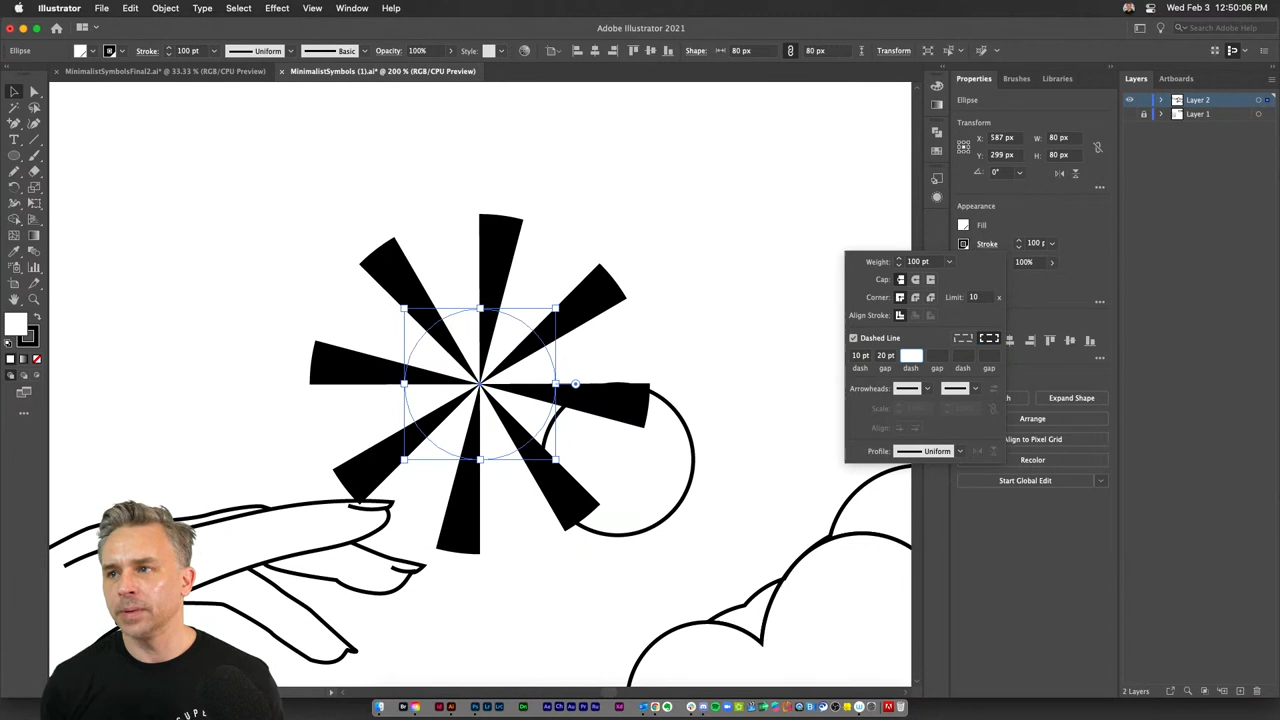 Illustrator File Edit Object Type Select Effect View Window Help
Wed Feb 3 12:50:06 PM
Adobe Illustrator 2021
Search Adobe Help
Ellipse Stroke: 100 pt Uniform Basic Opacity: 100% Style: Shape: 80 px 80 px Transform
MinimalistSymbolsFinal2.ai* @ 33.33 % (RGB/CPU Preview)
MinimalistSymbols (1).ai* @ 200 % (RGB/CPU Preview)
Properties Brushes Libraries
Layers Artboards
Ellipse
Layer 2
Layer 1
Transform
X: 587 px W: 80 px
Y: 299 px H: 80 px
0°
Appearance
Fill
Stroke 100 p
100%
Weight: 100 pt
Cap:
Corner: Limit: 10 x
Align Stroke:
Dashed Line
10 pt 20 pt
dash gap dash gap dash gap
Arrowheads:
Scale:
Align:
Profile: Uniform
Expand Shape
Arrange
Align to Pixel Grid
Recolor
Start Global Edit
2 Layers